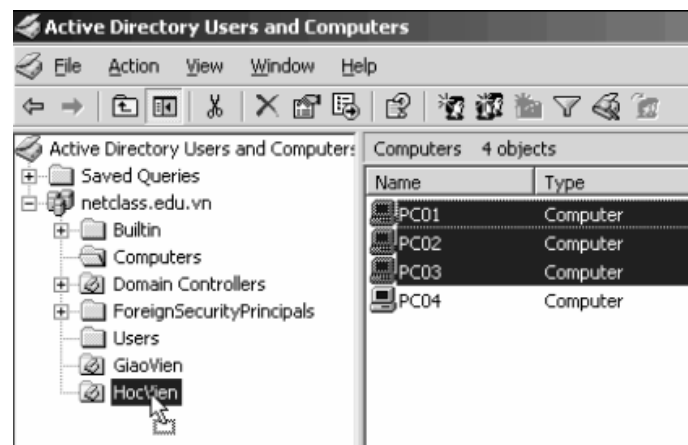 Active Directory Users and Computers
File Action View Window Help
Active Directory Users and Computers
Saved Queries
netclass.edu.vn
Builtin
Computers
Domain Controllers
ForeignSecurityPrincipals
Users
GiaoVien
HocVien
Computers 4 objects
Name Type
PC01 Computer
PC02 Computer
PC03 Computer
PC04 Computer